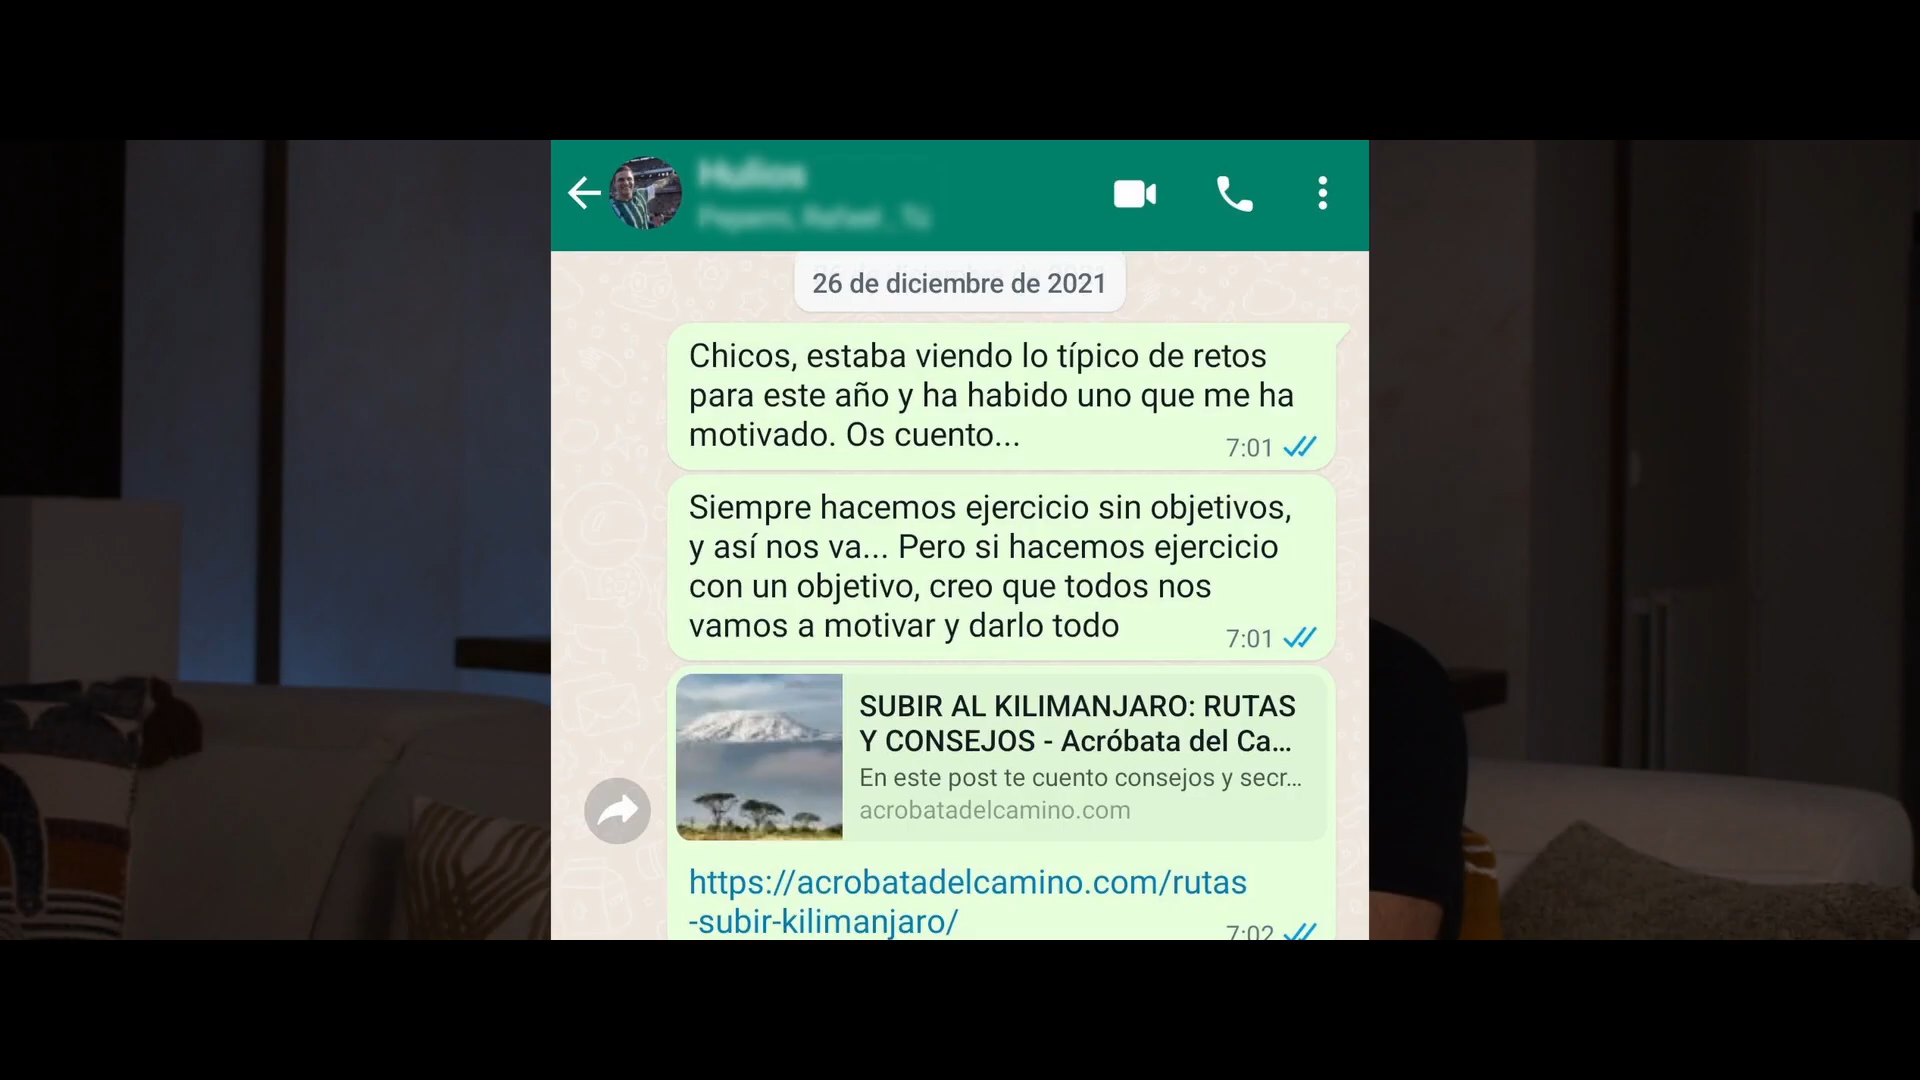 Hulios
26 de diciembre de 2021
Chicos, estaba viendo lo típico de retos
para este año y ha habido uno que me ha
motivado. Os cuento...
7:01
Siempre hacemos ejercicio sin objetivos,
y así nos va... Pero si hacemos ejercicio
con un objetivo, creo que todos nos
vamos a motivar y darlo todo
7:01
SUBIR AL KILIMANJARO: RUTAS
Y CONSEJOS - Acróbata del Ca...
En este post te cuento consejos y secr...
acrobatadelcamino.com
https://acrobatadelcamino.com/rutas
-subir-kilimanjaro/
7:02